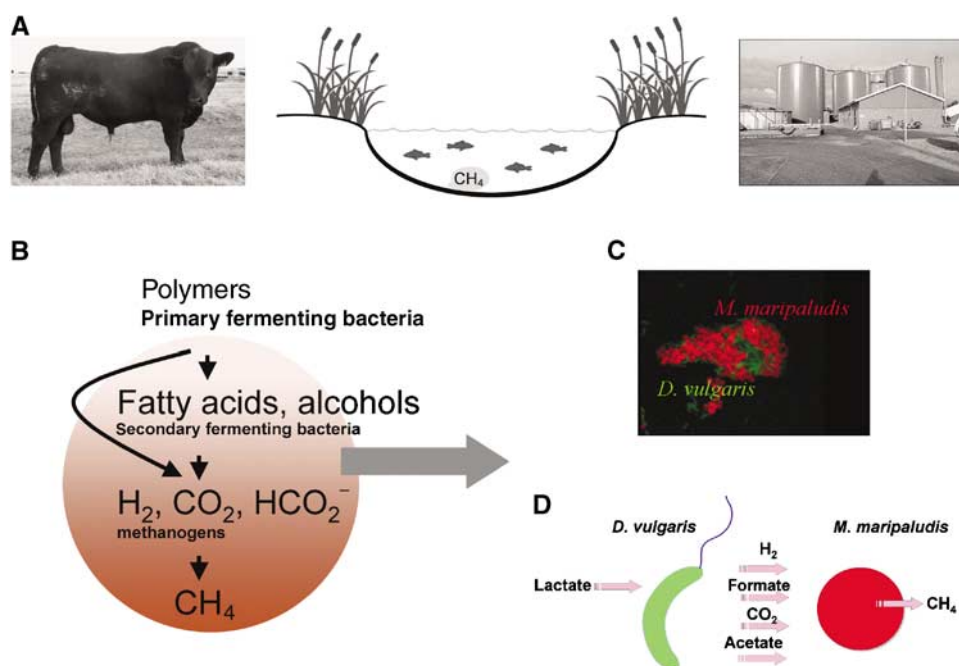 A
CH₄
B
Polymers
Primary fermenting bacteria
Fatty acids, alcohols
Secondary fermenting bacteria
H₂, CO₂, HCO₂⁻
methanogens
CH₄
C
M. maripaludis
D. vulgaris
D
D. vulgaris
M. maripaludis
Lactate
H₂
Formate
CO₂
Acetate
CH₄